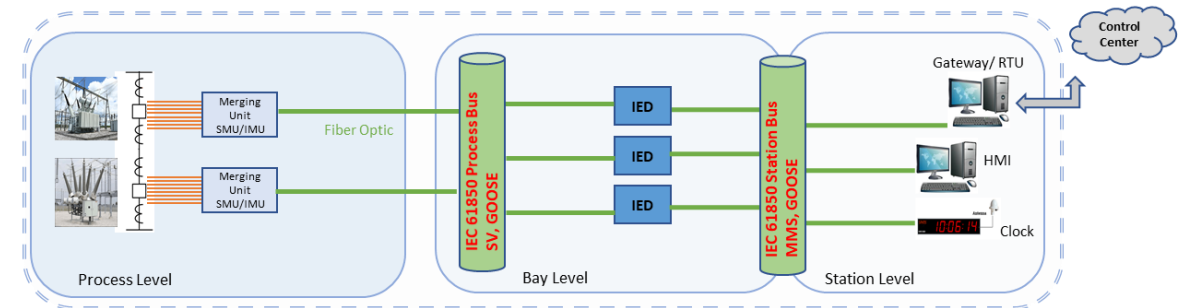 Control
Center
Gateway/ RTU
Merging
Unit
SMU/IMU
Fiber Optic
IEC 61850 Process Bus
SV, GOOSE
IED
IED
IED
IEC 61850 Station Bus
MMS, GOOSE
HMI
Merging
Unit
SMU/IMU
10:06:14
Clock
Process Level
Bay Level
Station Level